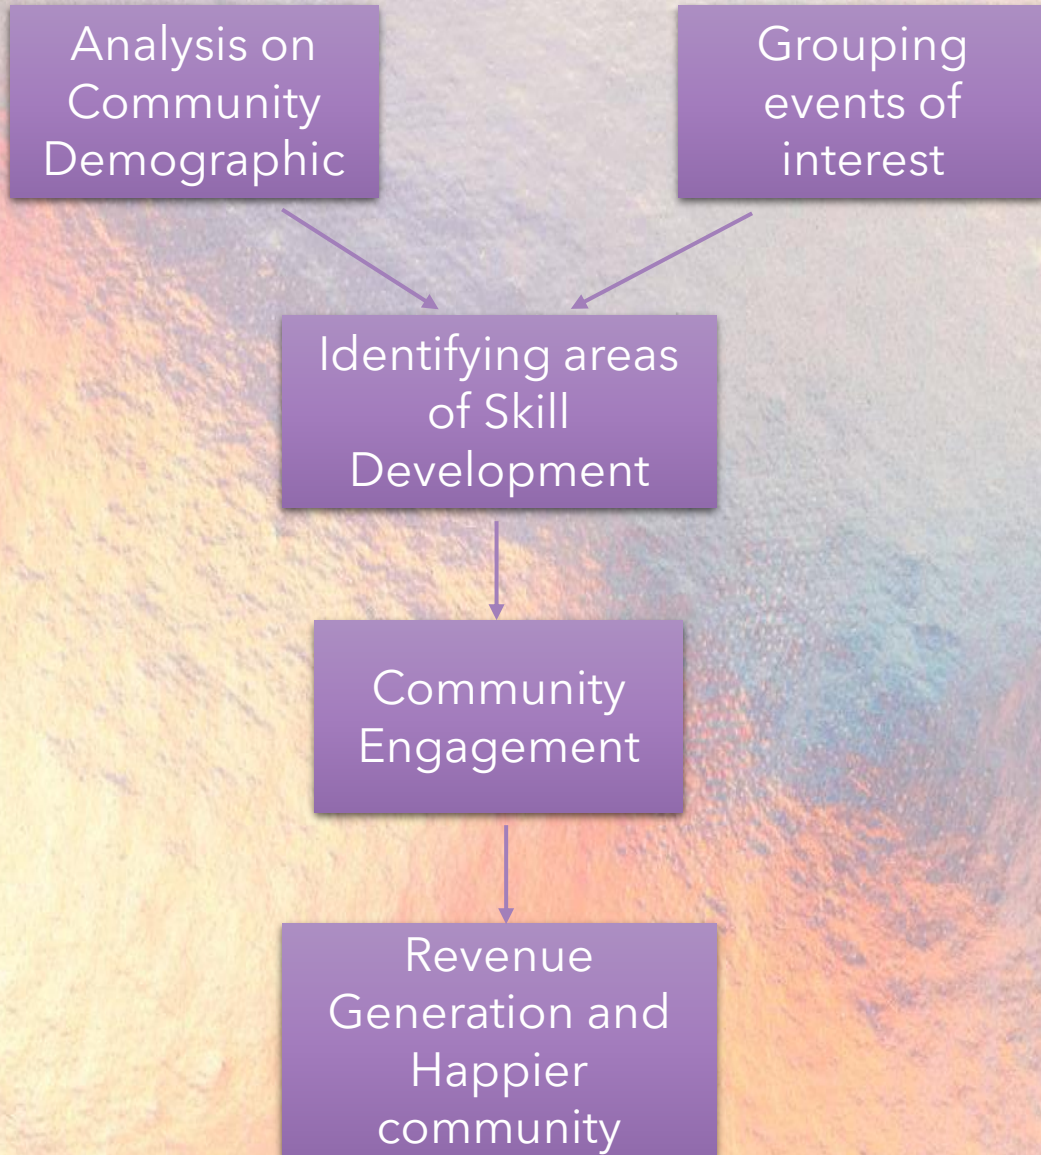 Analysis on
Community
Demographic
Grouping
events of
interest
Identifying areas
of Skill
Development
Community
Engagement
Revenue
Generation and
Happier
community